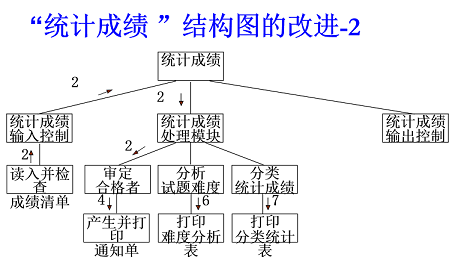 “统计成绩 ”结构图的改进-2
统计成绩
2
2
统计成绩
输入控制
统计成绩
处理模块
统计成绩
输出控制
2
2
读入并检
查
成绩清单
审定
合格者
分析
试题难度
分类
统计成绩
4
6
7
产生并打
印
通知单
打印
难度分析
表
打印
分类统计
表